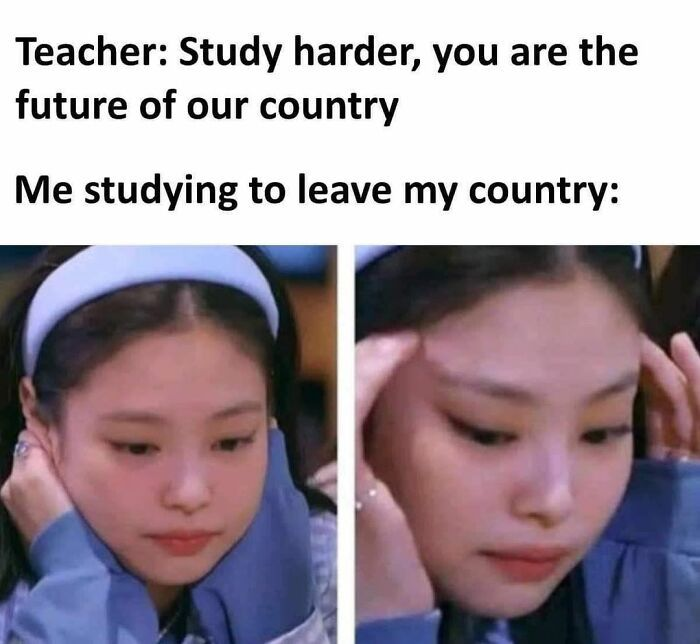 Teacher: Study harder, you are the
future of our country
Me studying to leave my country: